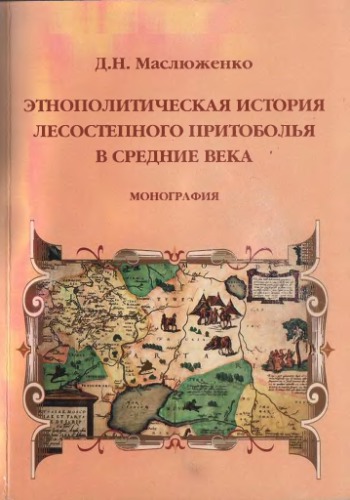 Д.Н. Маслюженко
ЭТНОПОЛИТИЧЕСКАЯ ИСТОРИЯ
ЛЕСОСТЕПНОГО ПРИТОБОЛЬЯ
В СРЕДНИЕ ВЕКА
МОНОГРАФИЯ